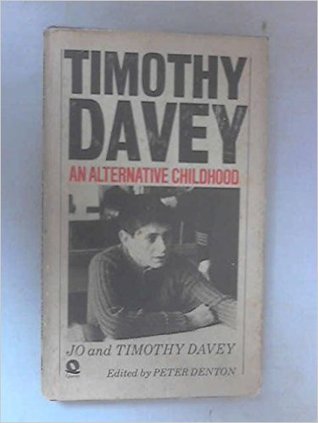 TIMOTHY
DAVEY
AN ALTERNATIVE CHILDHOOD
JO and TIMOTHY DAVEY
Edited by PETER DENTON